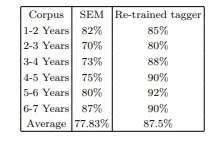 Corpus SEM Re-trained tagger
1-2 Years 82% 85%
2-3 Years 70% 80%
3-4 Years 73% 88%
4-5 Years 75% 90%
5-6 Years 80% 92%
6-7 Years 87% 90%
Average 77.83% 87.5%